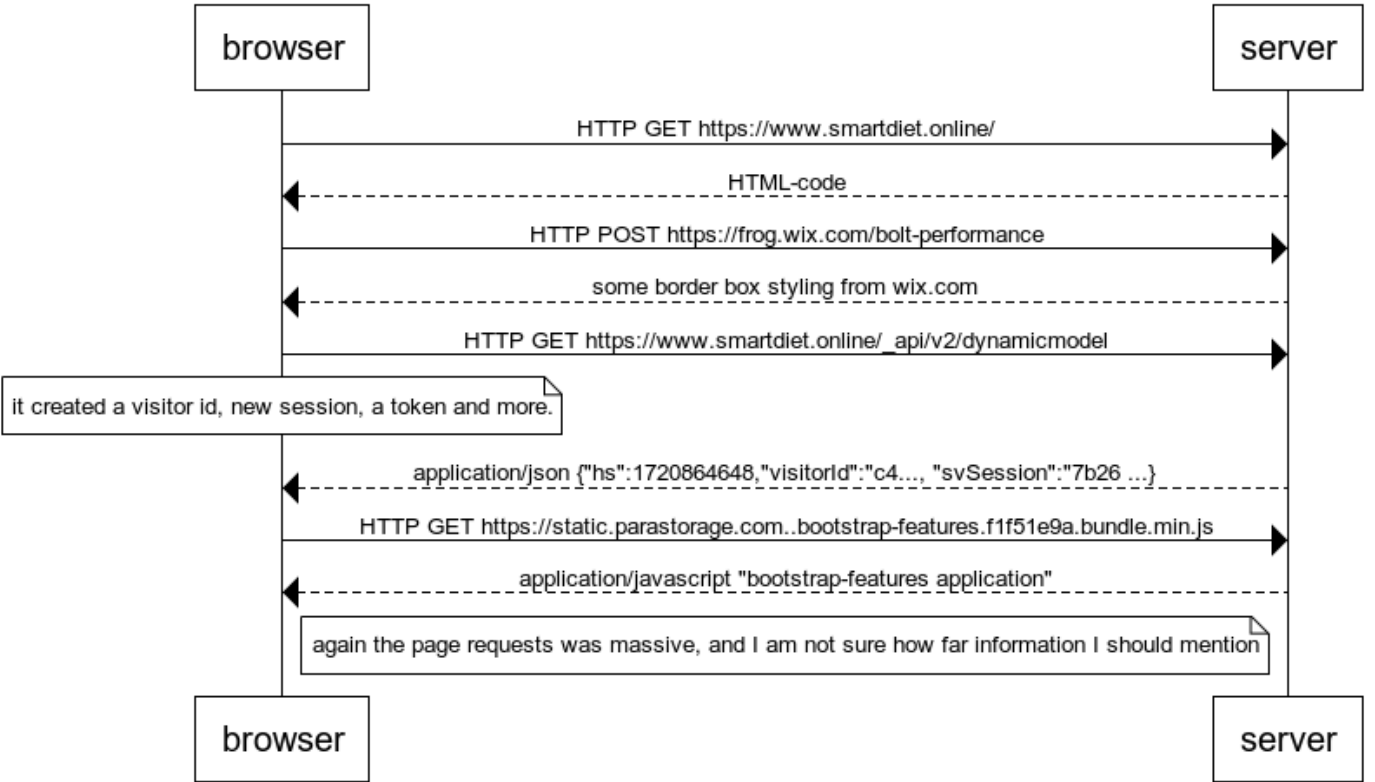 browser
server
HTTP GET https://www.smartdiet.online/
HTML-code
HTTP POST https://frog.wix.com/bolt-performance
some border box styling from wix.com
HTTP GET https://www.smartdiet.online/_api/v2/dynamicmodel
it created a visitor id, new session, a token and more.
application/json {"hs":1720864648,"visitorId":"c4..., "svSession":"7b26 ...}
HTTP GET https://static.parastorage.com..bootstrap-features.f1f51e9a.bundle.min.js
application/javascript "bootstrap-features application"
again the page requests was massive, and I am not sure how far information I should mention
browser
server